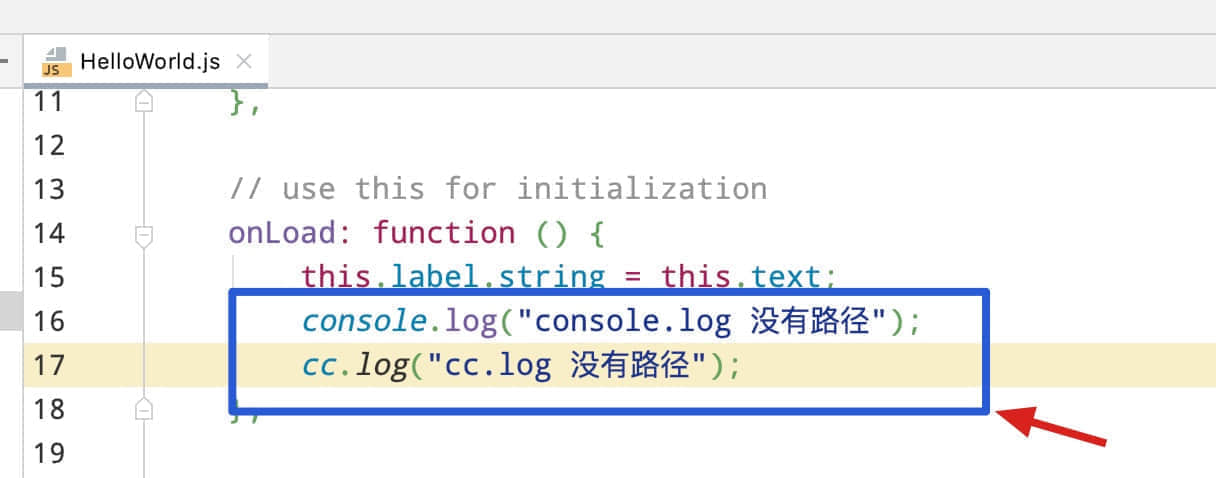 JS HelloWorld.js
11 },
12
13 // use this for initialization
14 onLoad: function () {
15 this.label.string = this.text;
16 console.log("console.log 没有路径");
17 cc.log("cc.log 没有路径");
18 },
19